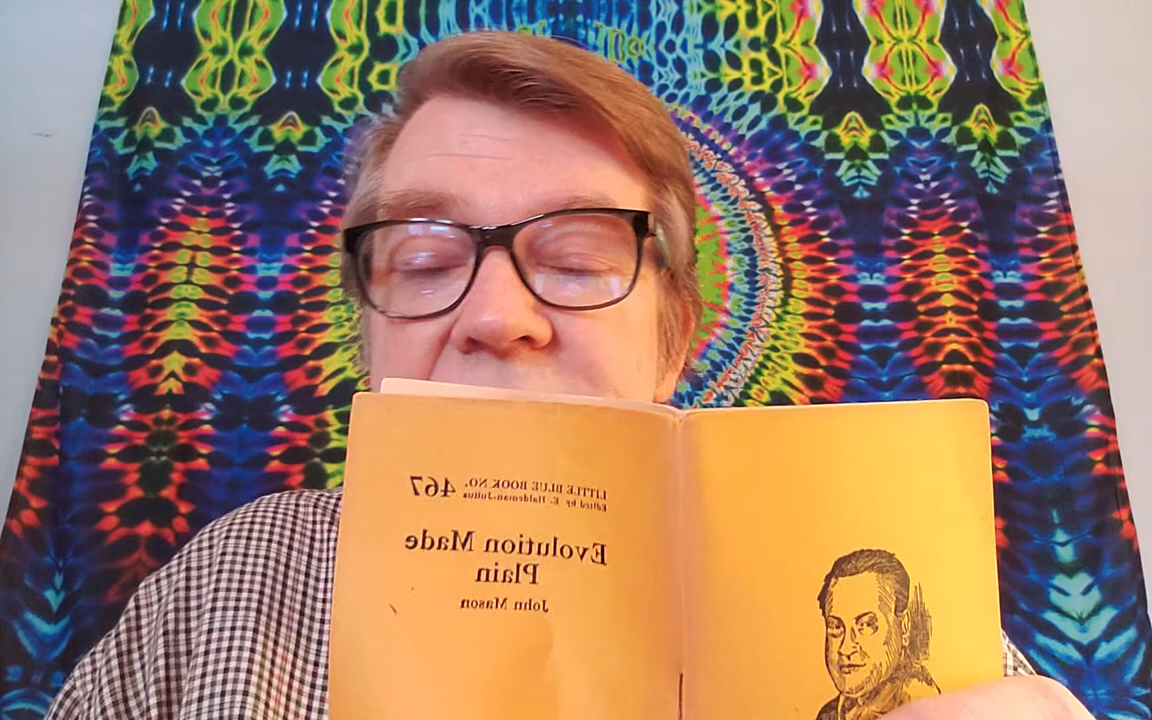 LITTLE BLUE BOOK NO. 467
Edited by E. Haldeman-Julius
Evolution Made
Plain
John Mason